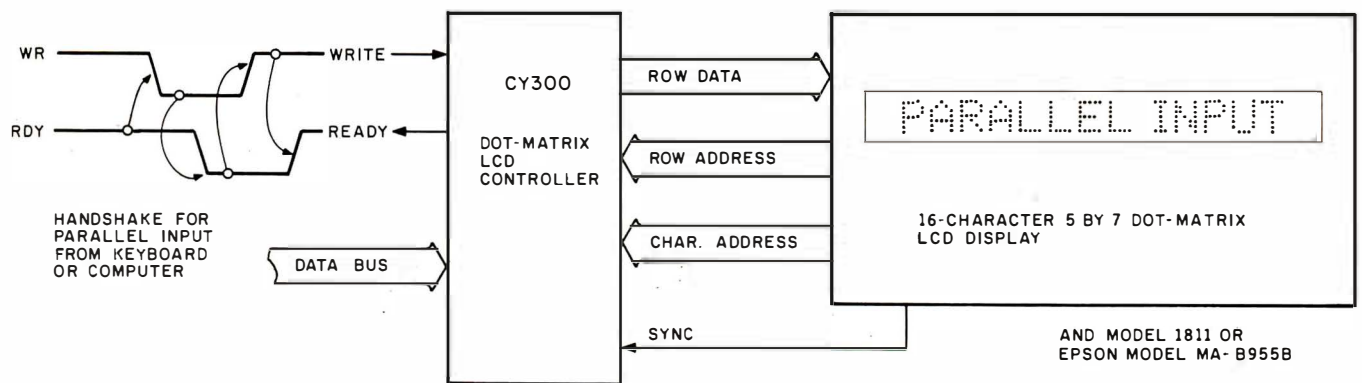 WR
WRITE
RDY
READY
HANDSHAKE FOR
PARALLEL INPUT
FROM KEYBOARD
OR COMPUTER
DATA BUS
CY300
DOT-MATRIX
LCD
CONTROLLER
ROW DATA
ROW ADDRESS
CHAR. ADDRESS
SYNC
PARALLEL INPUT
16-CHARACTER 5 BY 7 DOT-MATRIX
LCD DISPLAY
AND MODEL 1811 OR
EPSON MODEL MA-B955B